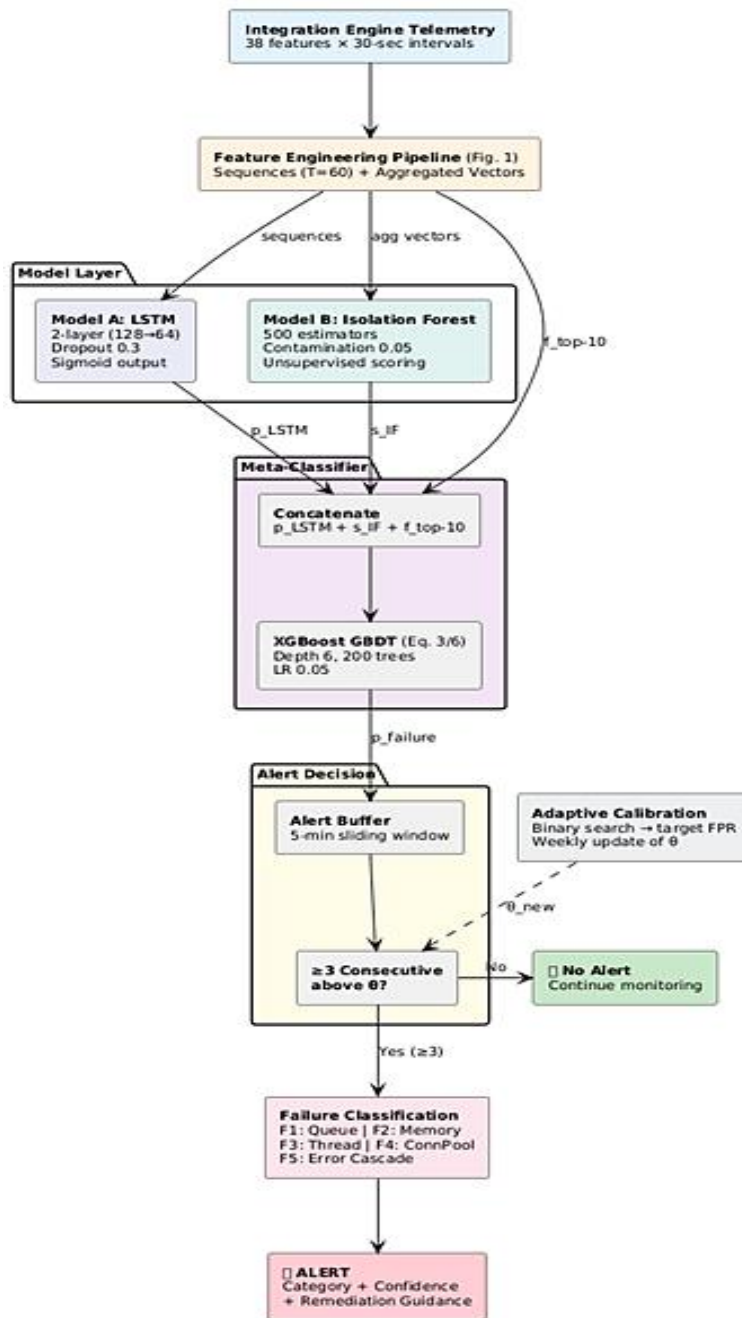 Integration Engine Telemetry
38 features × 30-sec intervals
Feature Engineering Pipeline (Fig. 1)
Sequences (T=60) + Aggregated Vectors
sequences
agg vectors
f_top-10
Model Layer
Model A: LSTM
2-layer (128→64)
Dropout 0.3
Sigmoid output
Model B: Isolation Forest
500 estimators
Contamination 0.05
Unsupervised scoring
p_LSTM
s_IF
Meta-Classifier
Concatenate
p_LSTM + s_IF + f_top-10
XGBoost GBDT (Eq. 3/6)
Depth 6, 200 trees
LR 0.05
p_failure
Alert Decision
Alert Buffer
5-min sliding window
Adaptive Calibration
Binary search → target FPR
Weekly update of θ
θ_new
≥3 Consecutive
above θ?
No
▯ No Alert
Continue monitoring
Yes (≥3)
Failure Classification
F1: Queue | F2: Memory
F3: Thread | F4: ConnPool
F5: Error Cascade
▯ ALERT
Category + Confidence
+ Remediation Guidance